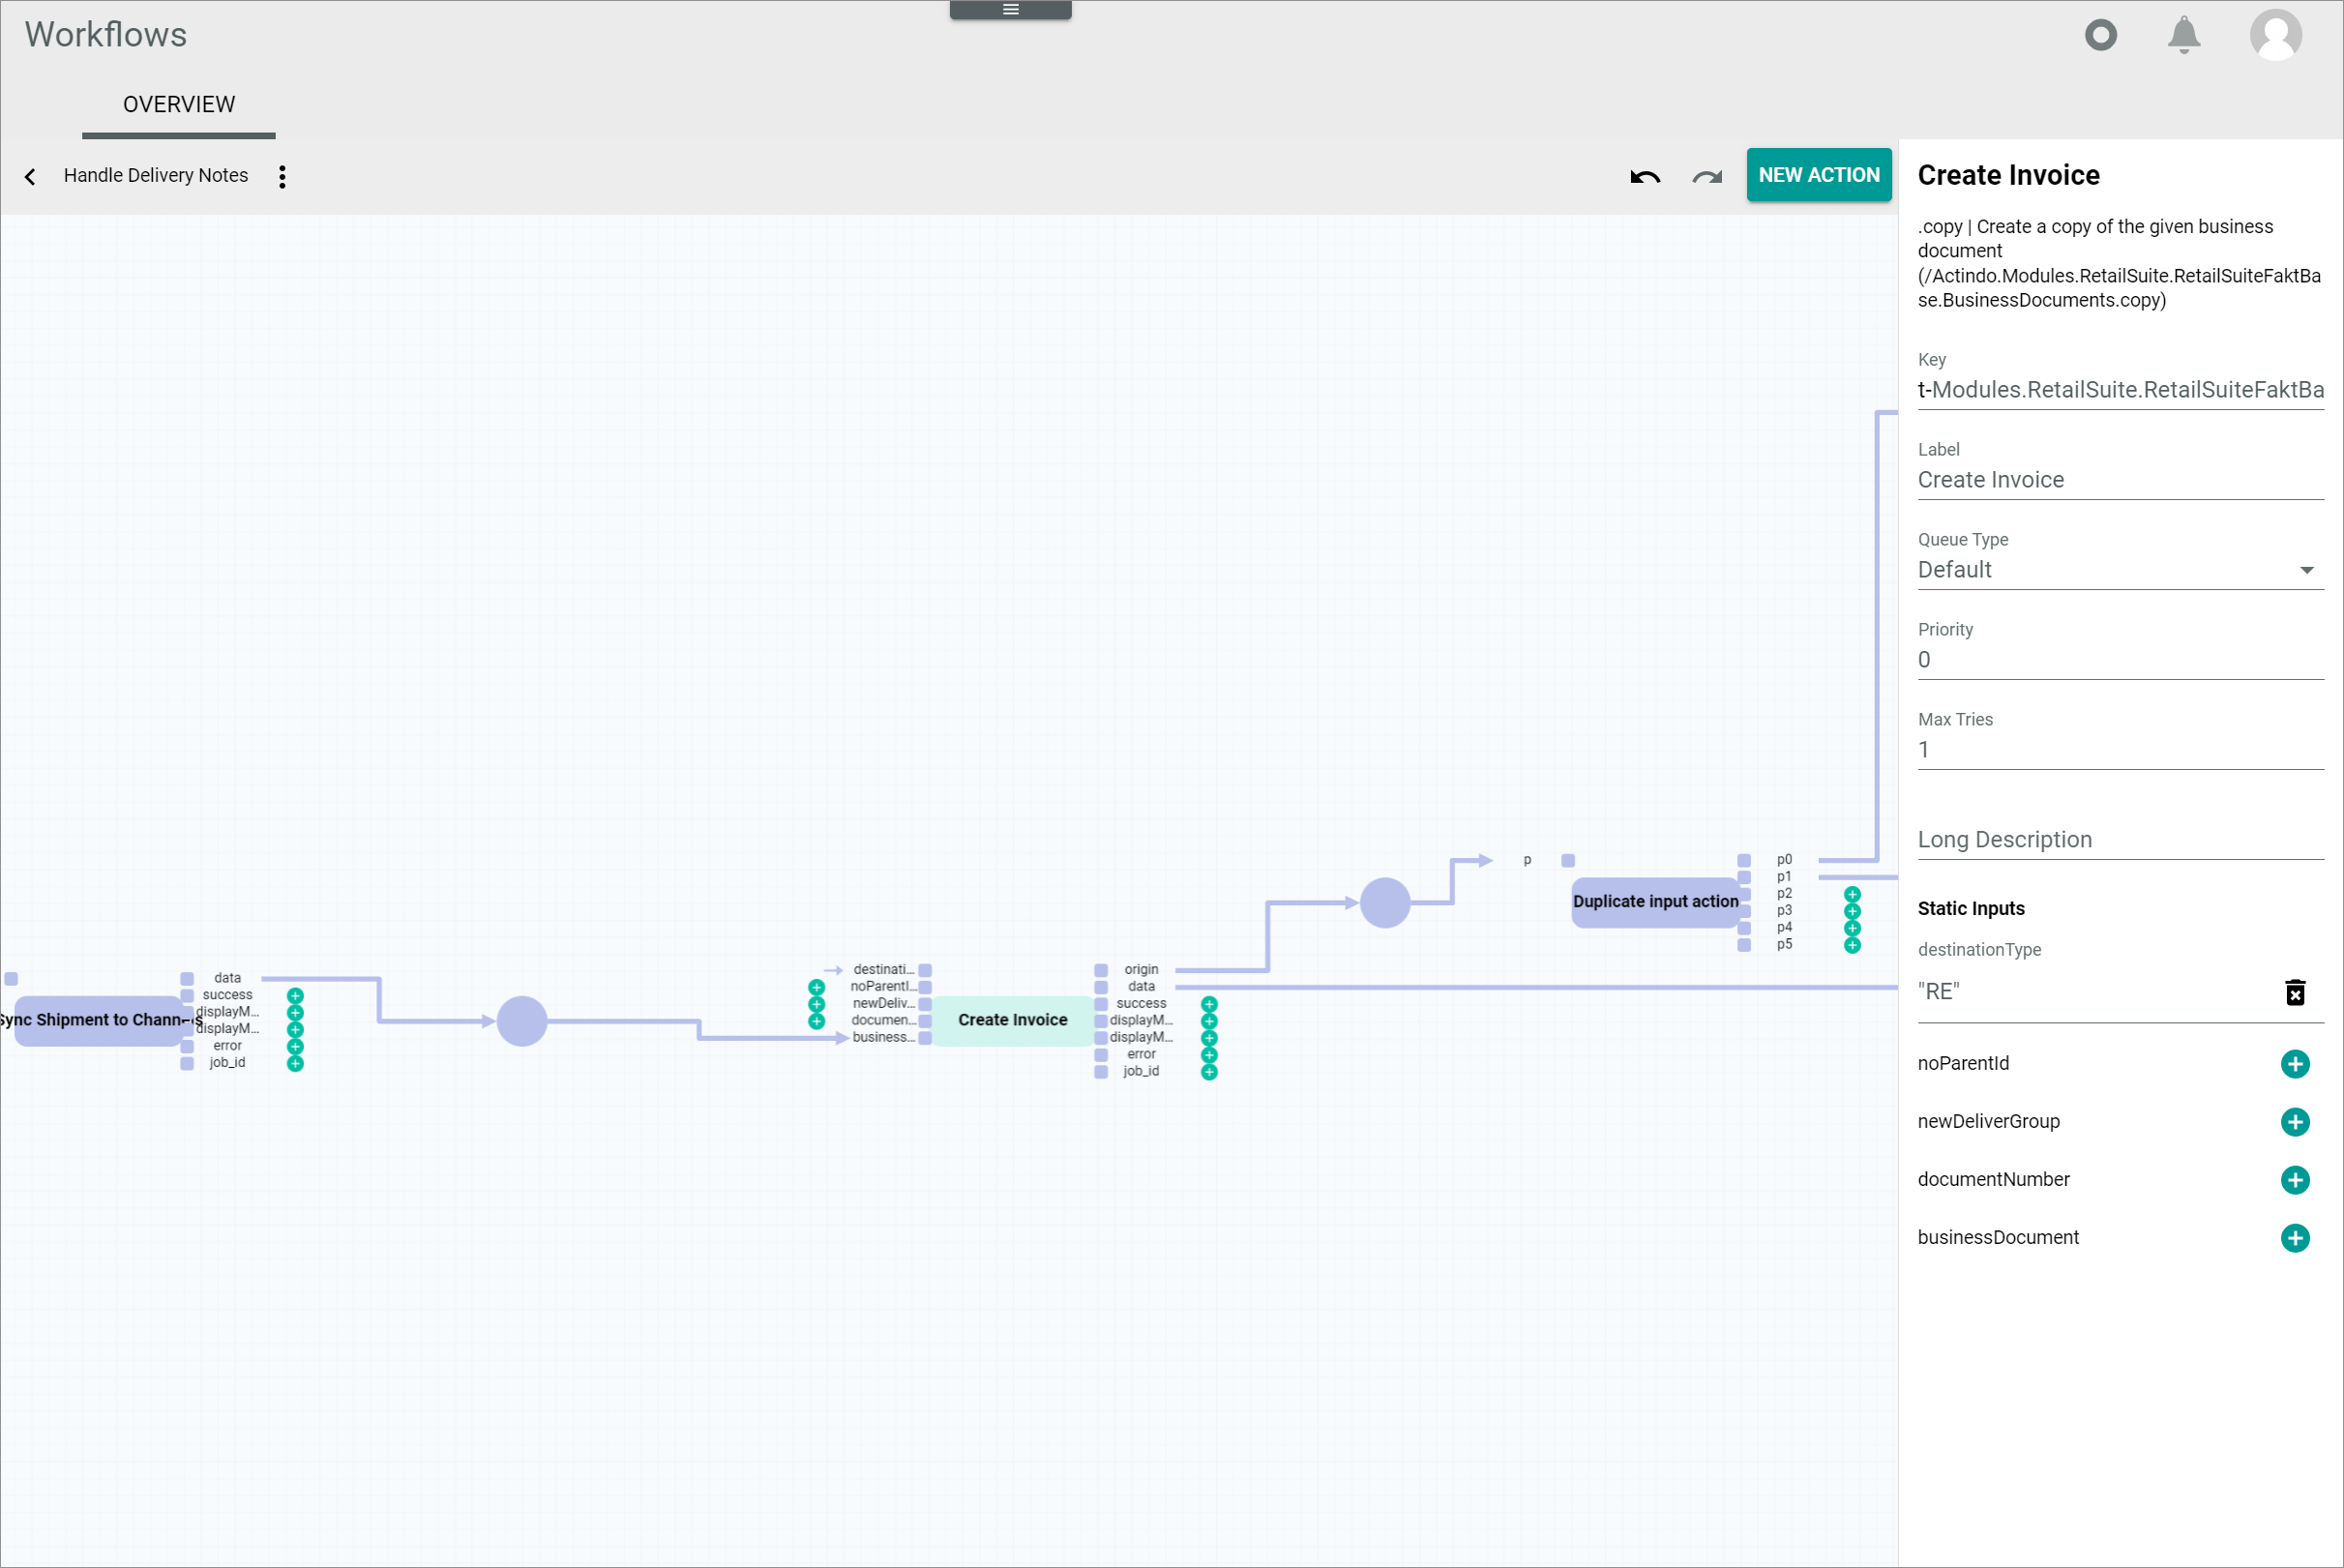 Workflows
OVERVIEW
Handle Delivery Notes
NEW ACTION
Sync Shipment to Channels
data
success
displayM...
displayM...
error
job_id
destinati...
noParentI...
newDeliv...
documen...
business...
Create Invoice
origin
data
success
displayM...
displayM...
error
job_id
p
Duplicate input action
p0
p1
p2
p3
p4
p5
Create Invoice
.copy | Create a copy of the given business
document
(/Actindo.Modules.RetailSuite.RetailSuiteFaktBa
se.BusinessDocuments.copy)
Key
t-Modules.RetailSuite.RetailSuiteFaktBa
Label
Create Invoice
Queue Type
Default
Priority
0
Max Tries
1
Long Description
Static Inputs
destinationType
"RE"
noParentId
newDeliverGroup
documentNumber
businessDocument